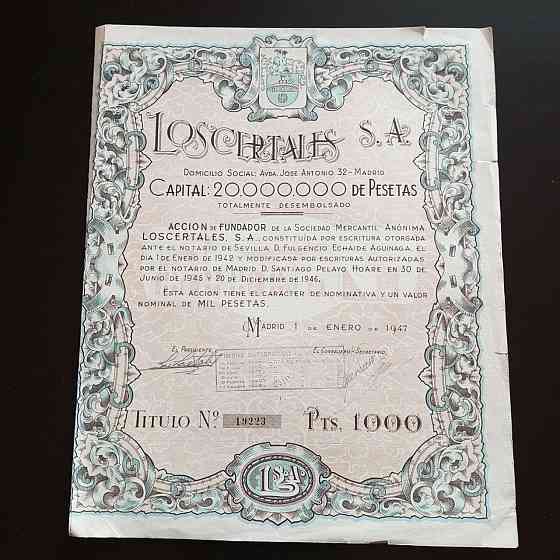 LOSCERTALES S.A.
DOMICILIO SOCIAL: AVDA. JOSE ANTONIO 32-MADRID
CAPITAL: 20.000.000 DE PESETAS
TOTALMENTE DESEMBOLSADO
ACCION DE FUNDADOR DE LA SOCIEDAD MERCANTIL ANÓNIMA
LOSCERTALES, S.A., CONSTITUÍDA POR ESCRITURA OTORGADA
ANTE EL NOTARIO DE SEVILLA D. FULGENCIO ECHAIDE AGUINAGA, EL
DIA 1 DE ENERO DE 1942 Y MODIFICADA POR ESCRITURAS AUTORIZADAS
POR EL NOTARIO DE MADRID D. SANTIAGO PELAYO HOARE EN 30 DE
JUNIO DE 1945 Y 20 DE DICIEMBRE DE 1946.
ESTA ACCION TIENE EL CARÁCTER DE NOMINATIVA Y UN VALOR
NOMINAL DE MIL PESETAS.
MADRID 1 DE ENERO DE 1947
EL PRESIDENTE
EL CONSEJERO-SECRETARIO
TITULO Nº 19223
PTS. 1000
L.S.A.